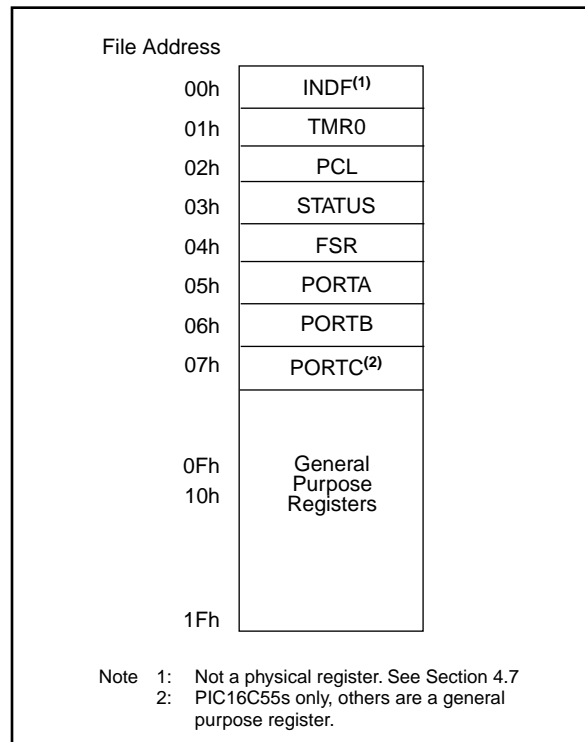 File Address
00h INDF(1)
01h TMR0
02h PCL
03h STATUS
04h FSR
05h PORTA
06h PORTB
07h PORTC(2)
0Fh General
Purpose
10h Registers
1Fh
Note 1: Not a physical register. See Section 4.7
2: PIC16C55s only, others are a general
purpose register.